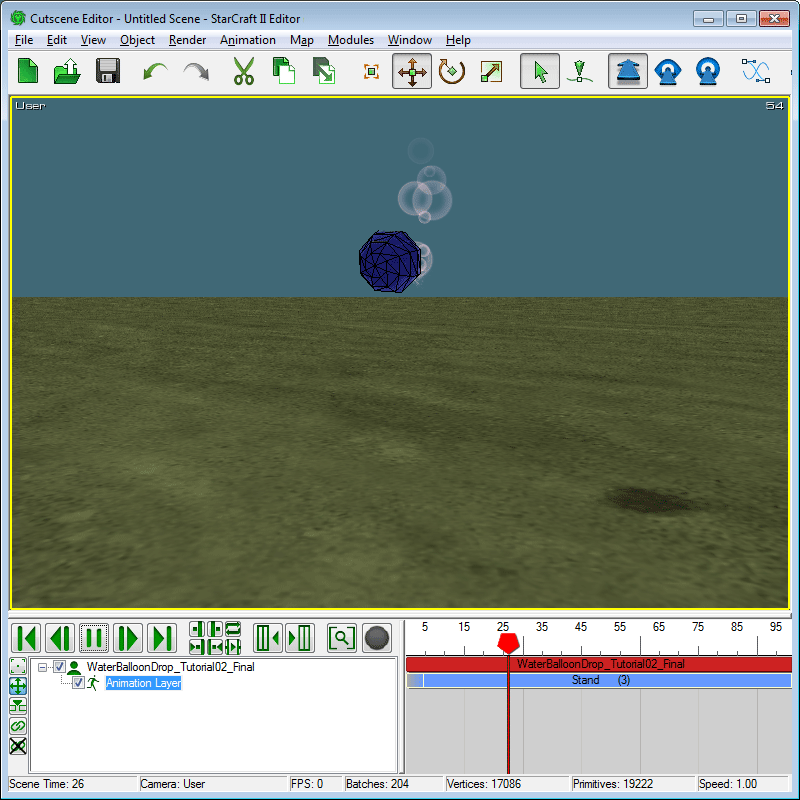 Cutscene Editor - Untitled Scene - StarCraft II Editor
File Edit View Object Render Animation Map Modules Window Help
User 54
5 15 25 35 45 55 65 75 85 95
WaterBalloonDrop_Tutorial02_Final
WaterBalloonDrop_Tutorial02_Final
Animation Layer
Stand (3)
Scene Time: 26 Camera: User FPS: 0 Batches: 204 Vertices: 17086 Primitives: 19222 Speed: 1.00